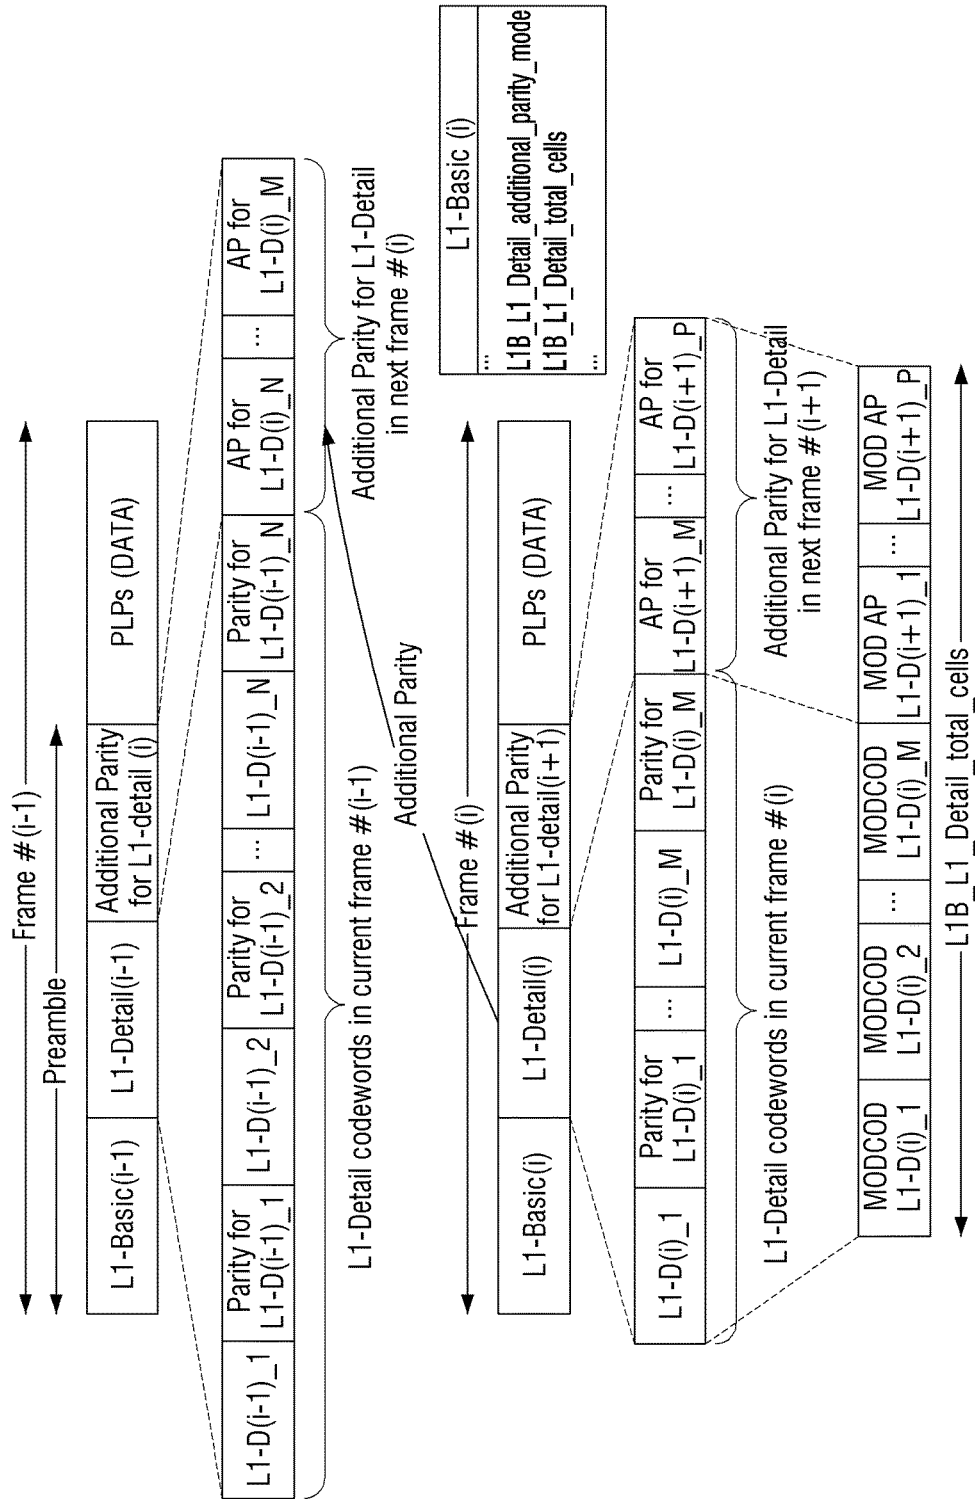 Frame #(i-1)
Preamble
L1-Basic(i-1)
L1-Detail(i-1)
Additional Parity
for L1-detail (i)
PLPs (DATA)
L1-D(i-1)_1
Parity for
L1-D(i-1)_1
L1-D(i-1)_2
Parity for
L1-D(i-1)_2
...
L1-D(i-1)_N
Parity for
L1-D(i-1)_N
AP for
L1-D(i)_N
...
AP for
L1-D(i)_M
L1-Detail codewords in current frame #(i-1)
Additional Parity for L1-Detail
in next frame #(i)
Additional Parity
L1-Basic (i)
...
L1B_L1_Detail_additional_parity_mode
L1B_L1_Detail_total_cells
...
Frame #(i)
L1-Basic(i)
L1-Detail(i)
Additional Parity
for L1-detail(i+1)
PLPs (DATA)
L1-D(i)_1
Parity for
L1-D(i)_1
...
L1-D(i)_M
Parity for
L1-D(i)_M
AP for
L1-D(i+1)_M
...
AP for
L1-D(i+1)_P
L1-Detail codewords in current frame #(i)
Additional Parity for L1-Detail
in next frame #(i+1)
MODCOD
L1-D(i)_1
MODCOD
L1-D(i)_2
...
MODCOD
L1-D(i)_M
MOD AP
L1-D(i+1)_1
...
MOD AP
L1-D(i+1)_P
L1B_L1_Detail_total_cells